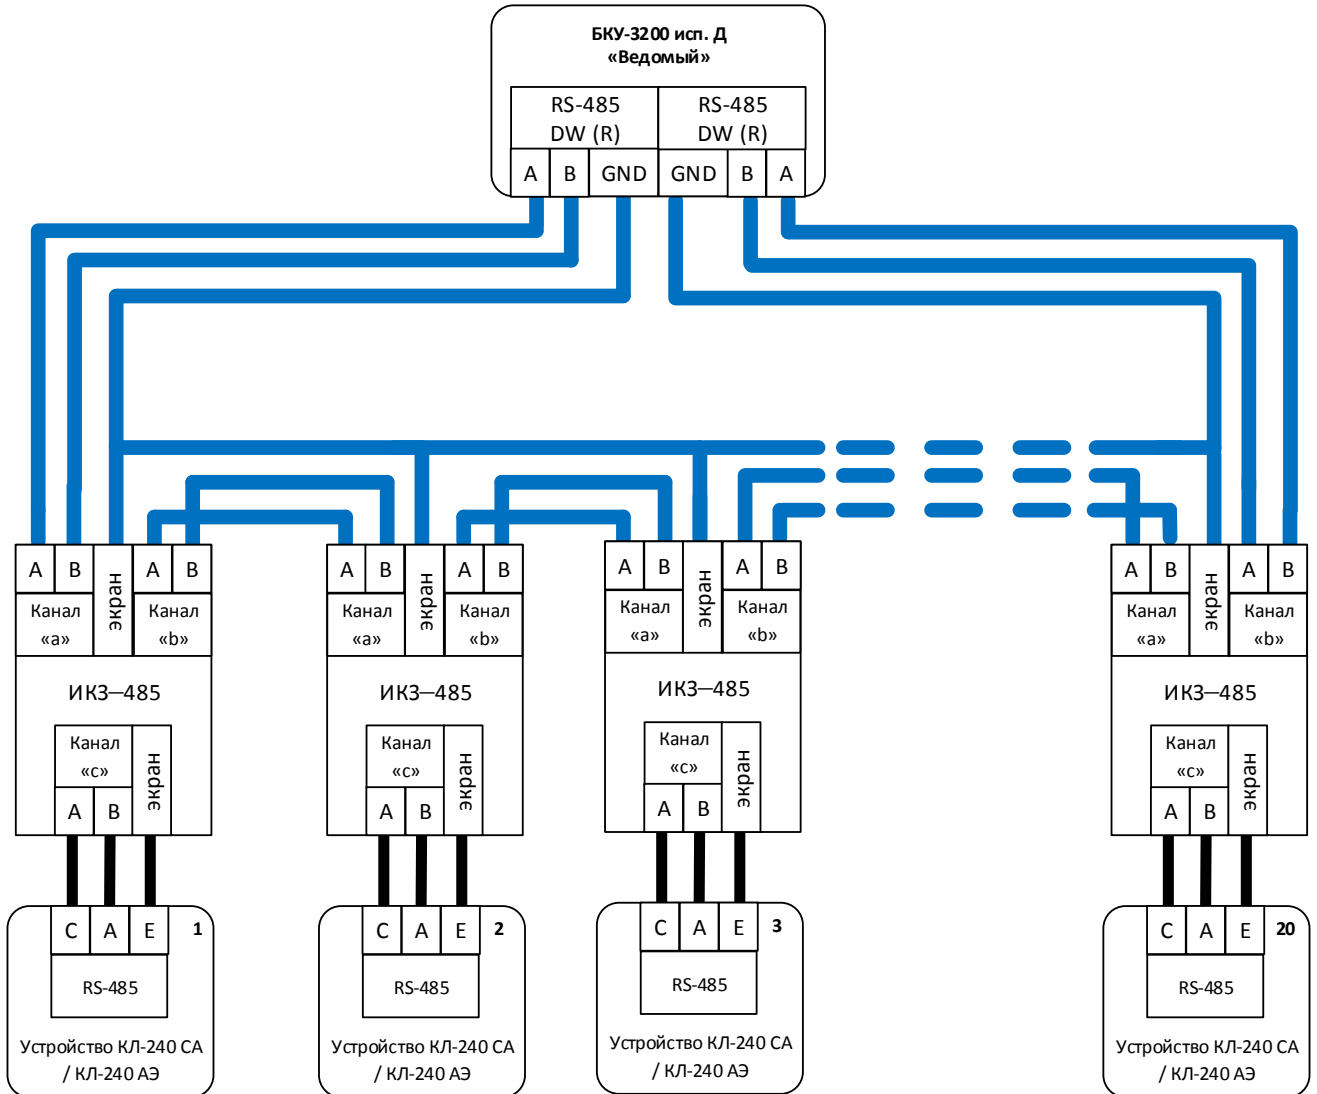 БКУ-3200 исп. Д
«Ведомый»
RS-485
DW (R)
RS-485
DW (R)
A B GND GND B A
A B экран A B
Канал
«a»
Канал
«b»
ИКЗ–485
Канал
«c»
A B экран
A B экран A B
Канал
«a»
Канал
«b»
ИКЗ–485
Канал
«c»
A B экран
A B экран A B
Канал
«a»
Канал
«b»
ИКЗ–485
Канал
«c»
A B экран
A B экран A B
Канал
«a»
Канал
«b»
ИКЗ–485
Канал
«c»
A B экран
C A E 1
RS-485
Устройство КЛ-240 СА
/ КЛ-240 АЭ
C A E 2
RS-485
Устройство КЛ-240 СА
/ КЛ-240 АЭ
C A E 3
RS-485
Устройство КЛ-240 СА
/ КЛ-240 АЭ
C A E 20
RS-485
Устройство КЛ-240 СА
/ КЛ-240 АЭ